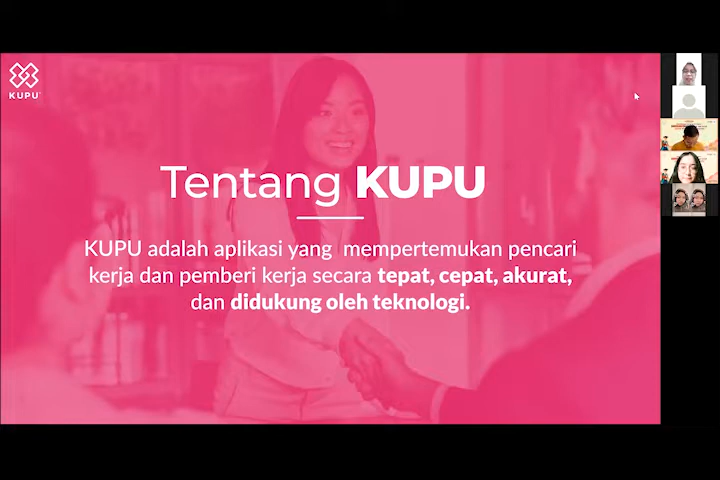 KUPU
Tentang KUPU
KUPU adalah aplikasi yang mempertemukan pencari
kerja dan pemberi kerja secara tepat, cepat, akurat,
dan didukung oleh teknologi.